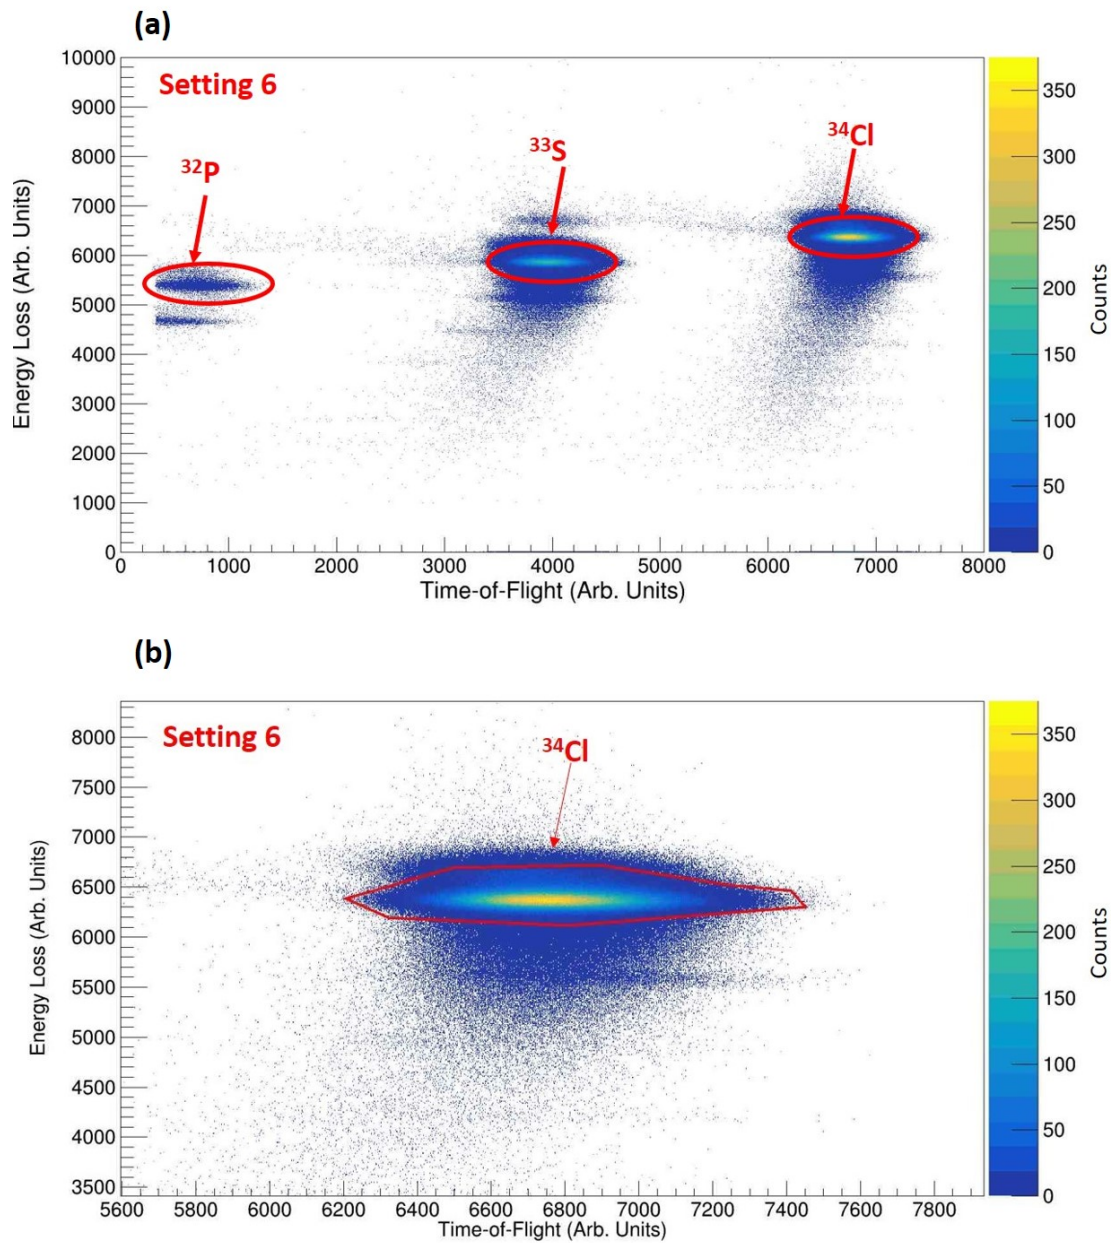 (a)
Setting 6
32P
33S
34Cl
10000
9000
8000
7000
6000
5000
4000
3000
2000
1000
0
Energy Loss (Arb. Units)
0 1000 2000 3000 4000 5000 6000 7000 8000
Time-of-Flight (Arb. Units)
350
300
250
200
150
100
50
0
Counts
(b)
Setting 6
34Cl
8000
7500
7000
6500
6000
5500
5000
4500
4000
3500
Energy Loss (Arb. Units)
5600 5800 6000 6200 6400 6600 6800 7000 7200 7400 7600 7800
Time-of-Flight (Arb. Units)
350
300
250
200
150
100
50
0
Counts